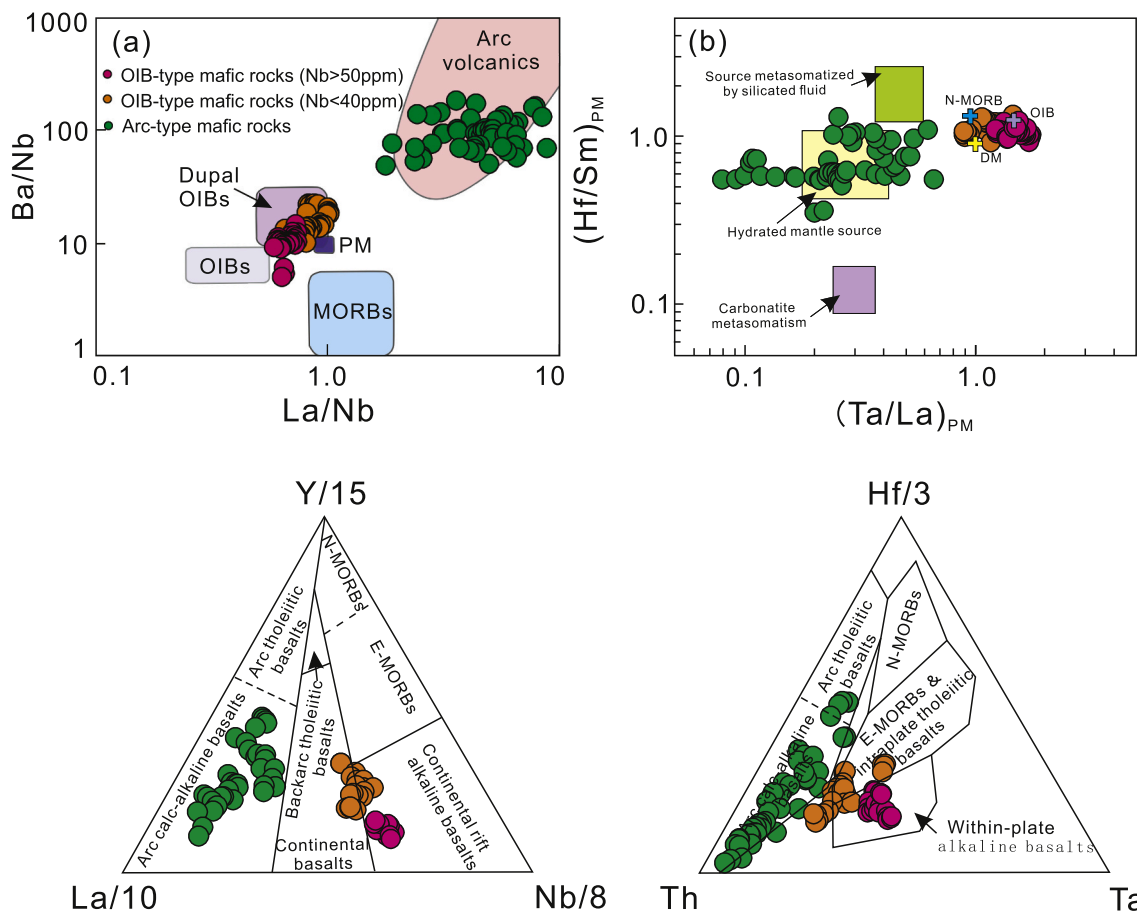 1000
100
10
1
Ba/Nb
(a)
OIB-type mafic rocks (Nb>50ppm)
OIB-type mafic rocks (Nb<40ppm)
Arc-type mafic rocks
Arc
volcanics
Dupal
OIBs
PM
OIBs
MORBs
0.1
1.0
10
La/Nb
(b)
Source metasomatized
by silicated fluid
N-MORB
OIB
DM
Hydrated mantle source
Carbonatite
metasomatism
1.0
0.1
(Hf/Sm)PM
0.1
1.0
(Ta/La)PM
Y/15
N-MORBs
Arc tholeiitic
basalts
E-MORBs
Arc calc-alkaline basalts
Backarc tholeiitic
basalts
Continental rift
alkaline basalts
Continental
basalts
La/10
Nb/8
Hf/3
Arc tholeiitic
basalts
N-MORBs
E-MORBs &
intraplate tholeiitic
basalts
Within-plate
alkaline basalts
Th
Ta